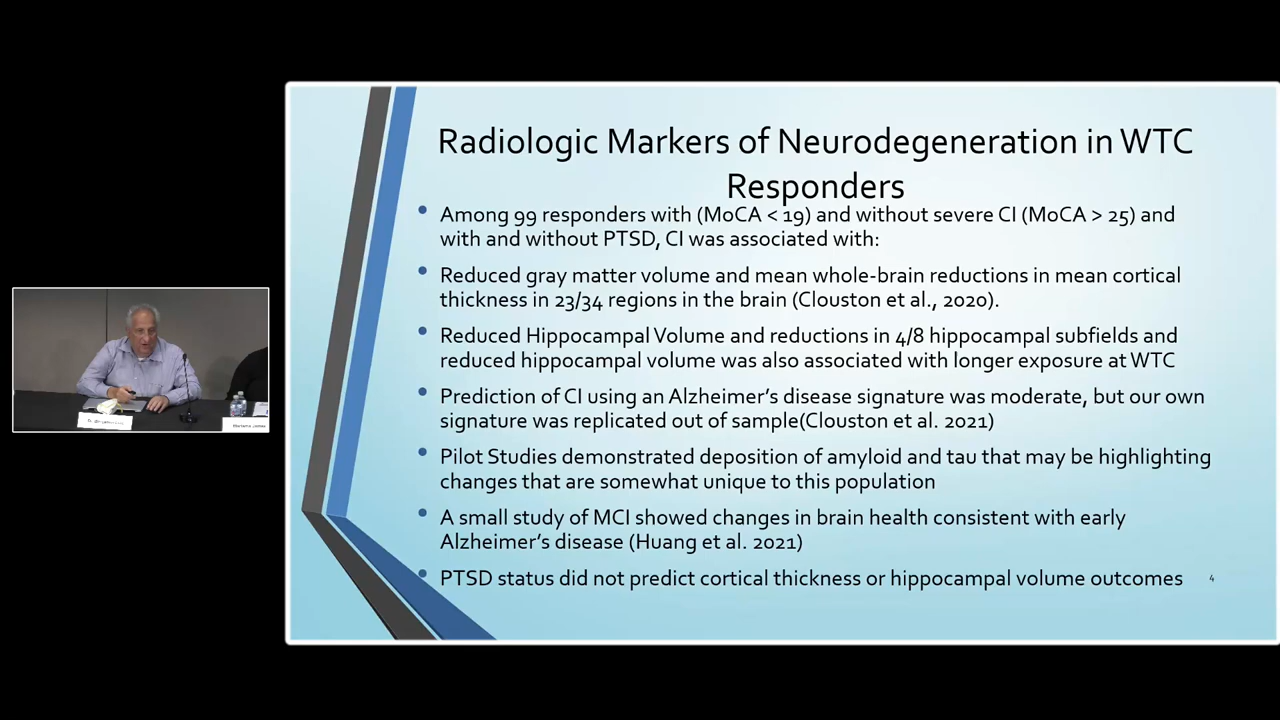 Radiologic Markers of Neurodegeneration in WTC
Responders
• Among 99 responders with (MoCA < 19) and without severe CI (MoCA > 25) and
with and without PTSD, CI was associated with:
• Reduced gray matter volume and mean whole-brain reductions in mean cortical
thickness in 23/34 regions in the brain (Clouston et al., 2020).
• Reduced Hippocampal Volume and reductions in 4/8 hippocampal subfields and
reduced hippocampal volume was also associated with longer exposure at WTC
• Prediction of CI using an Alzheimer's disease signature was moderate, but our own
signature was replicated out of sample(Clouston et al. 2021)
• Pilot Studies demonstrated deposition of amyloid and tau that may be highlighting
changes that are somewhat unique to this population
• A small study of MCI showed changes in brain health consistent with early
Alzheimer's disease (Huang et al. 2021)
• PTSD status did not predict cortical thickness or hippocampal volume outcomes
4